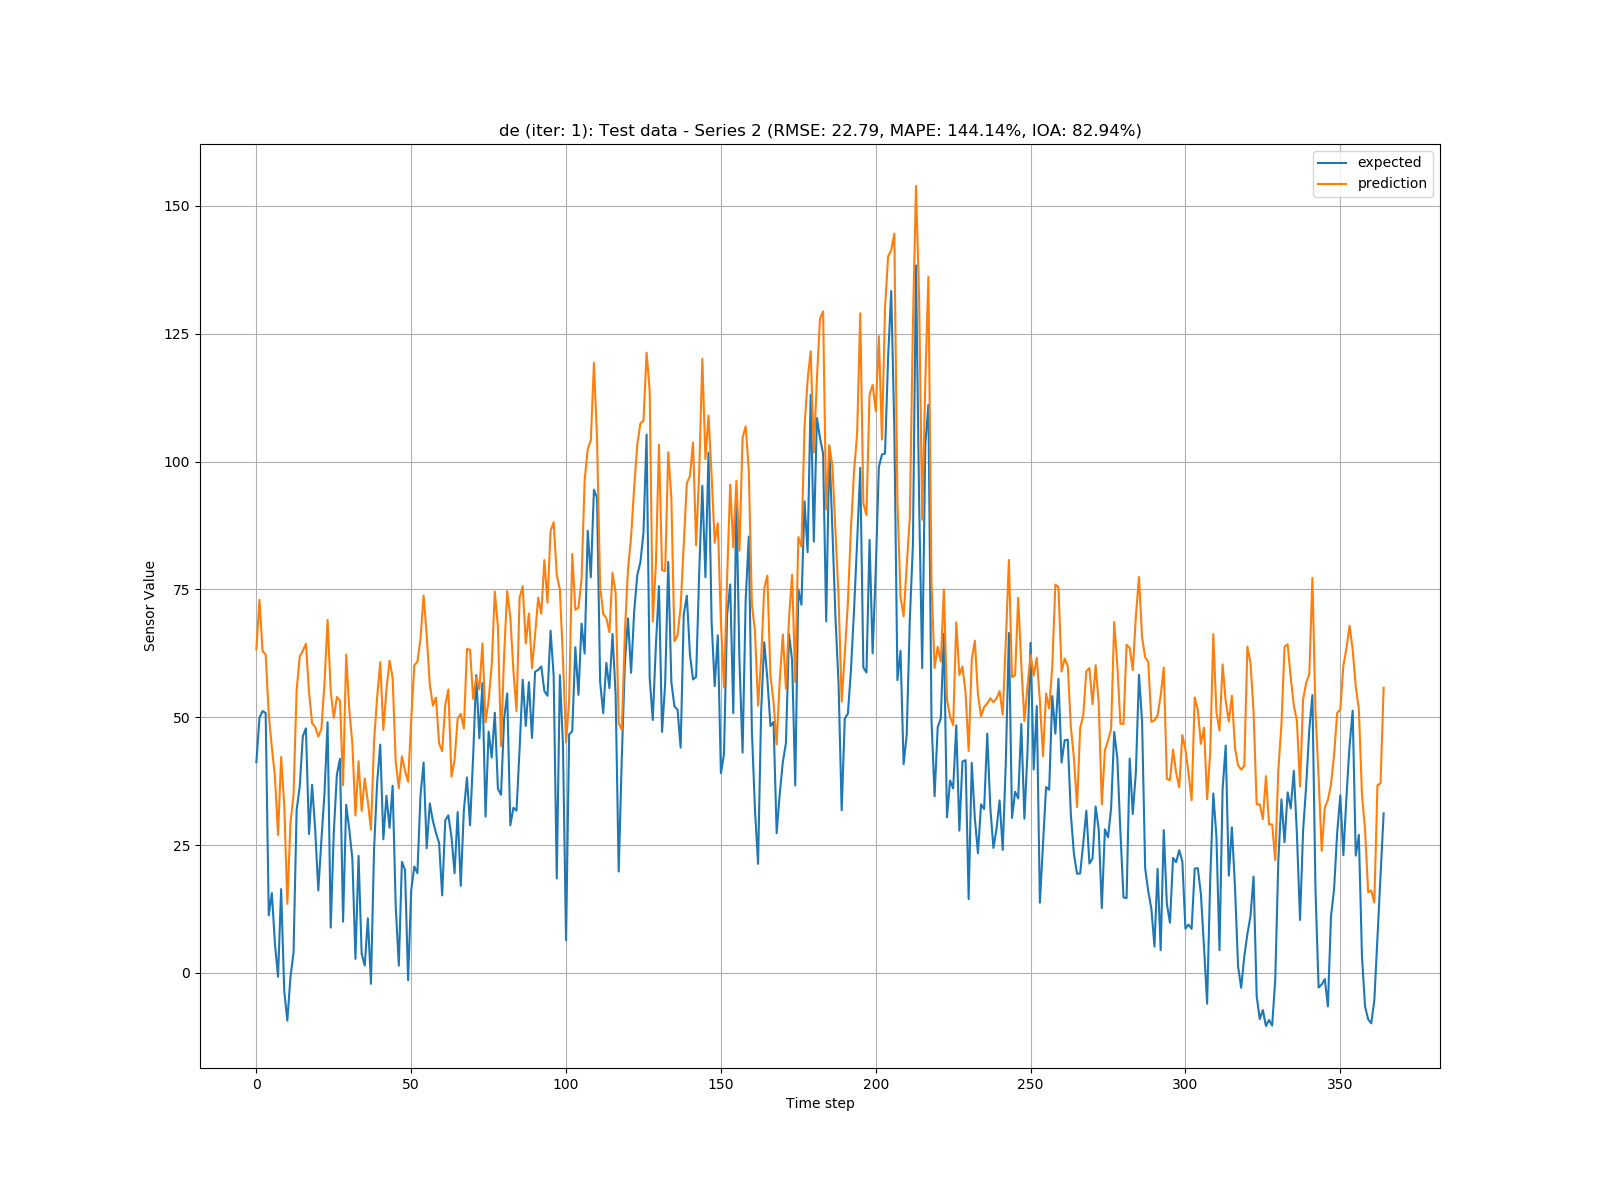 de (iter: 1): Test data - Series 2 (RMSE: 22.79, MAPE: 144.14%, IOA: 82.94%)
expected
prediction
150
125
100
75
50
25
0
Sensor Value
0 50 100 150 200 250 300 350
Time step